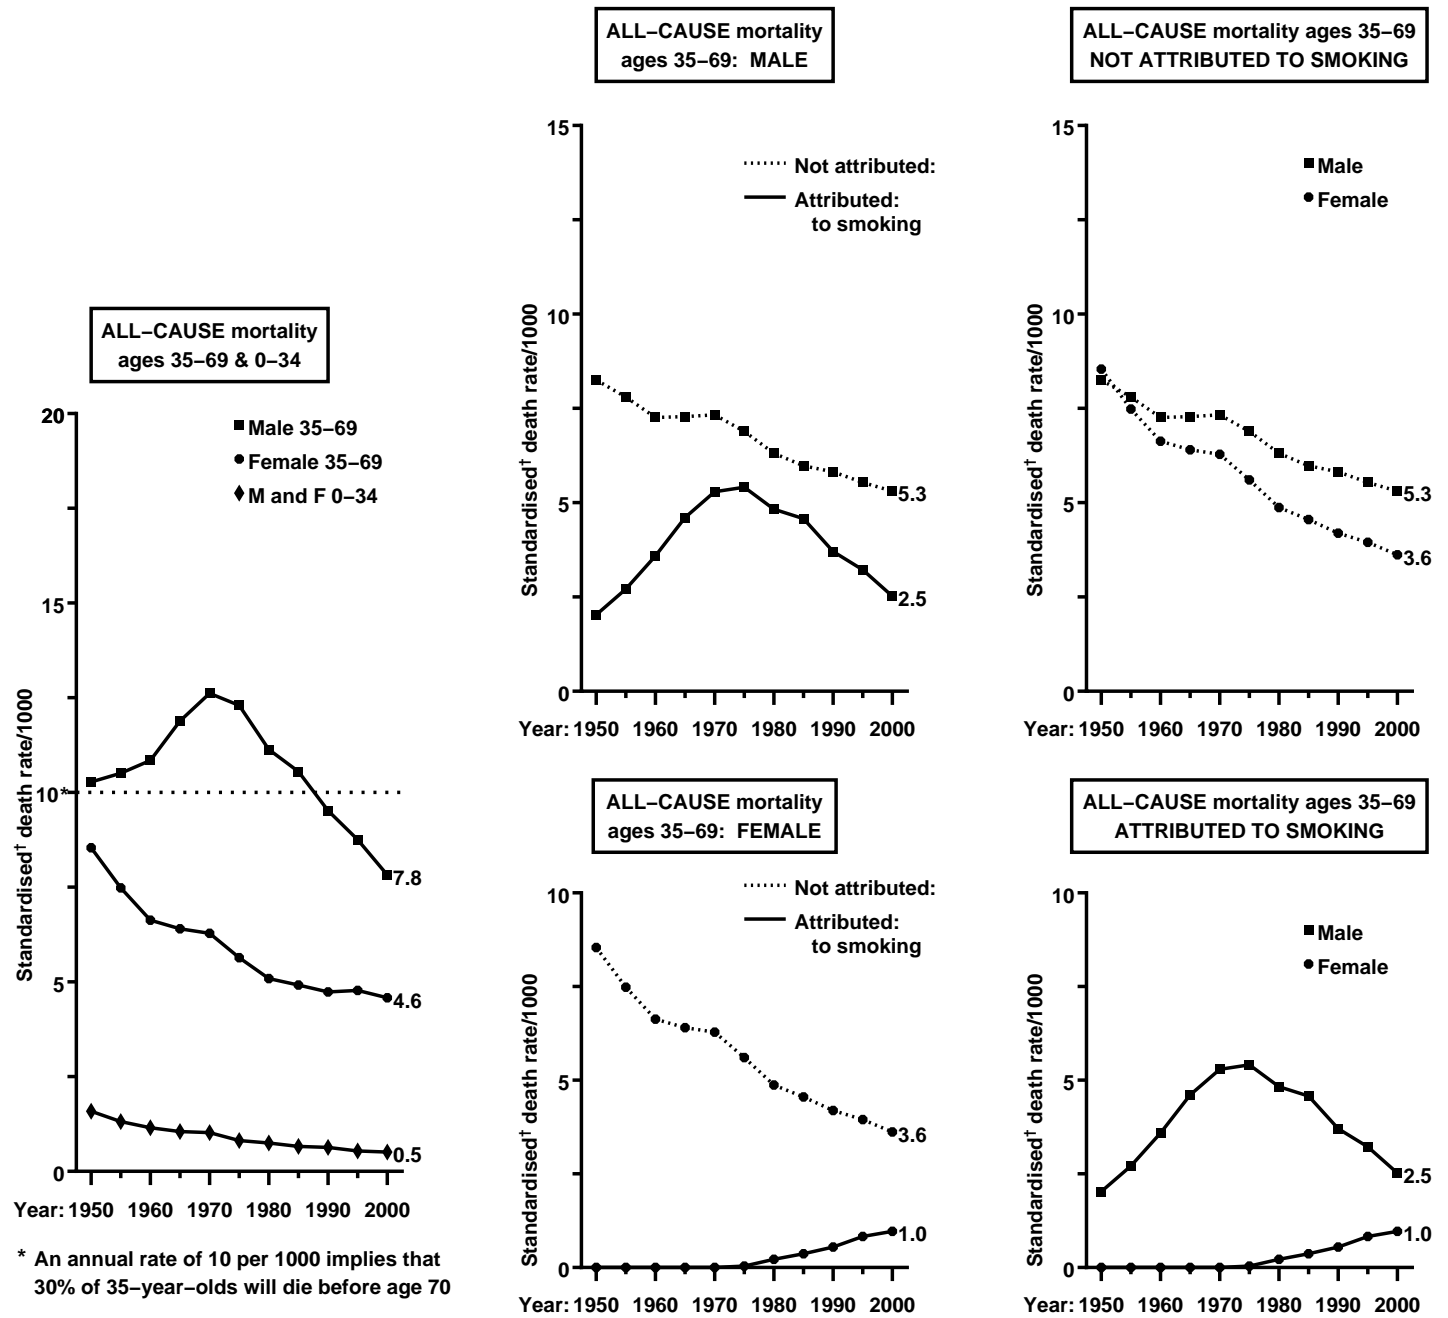 ALL−CAUSE mortality
ages 35−69 & 0−34
20
15
10*
5
0
Standardised† death rate/1000
Male 35−69
Female 35−69
M and F 0−34
7.8
4.6
0.5
Year: 1950 1960 1970 1980 1990 2000
* An annual rate of 10 per 1000 implies that
30% of 35−year−olds will die before age 70
ALL−CAUSE mortality
ages 35−69: MALE
15
10
5
0
Standardised† death rate/1000
Not attributed:
Attributed:
to smoking
5.3
2.5
Year: 1950 1960 1970 1980 1990 2000
ALL−CAUSE mortality ages 35−69
NOT ATTRIBUTED TO SMOKING
15
10
5
0
Standardised† death rate/1000
Male
Female
5.3
3.6
Year: 1950 1960 1970 1980 1990 2000
ALL−CAUSE mortality
ages 35−69: FEMALE
10
5
0
Standardised† death rate/1000
Not attributed:
Attributed:
to smoking
3.6
1.0
Year: 1950 1960 1970 1980 1990 2000
ALL−CAUSE mortality ages 35−69
ATTRIBUTED TO SMOKING
10
5
0
Standardised† death rate/1000
Male
Female
2.5
1.0
Year: 1950 1960 1970 1980 1990 2000